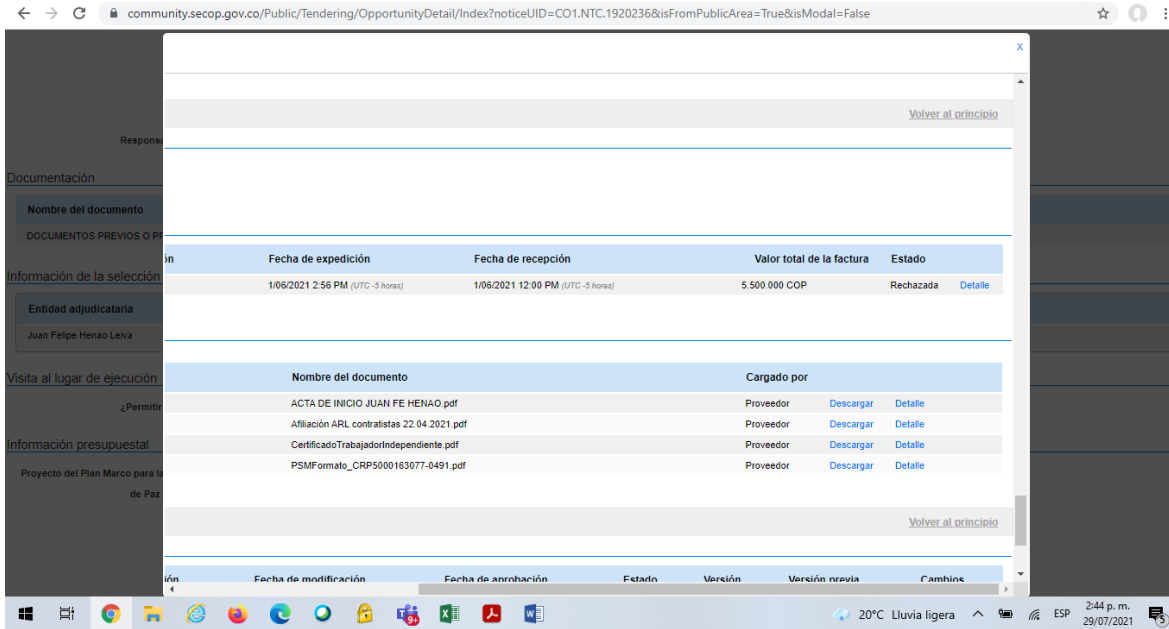 community.secop.gov.co/Public/Tendering/OpportunityDetail/Index?noticeUID=CO1.NTC.1920236&isFromPublicArea=True&isModal=False
X
Volver al principio
Responsa
Documentación
Nombre del documento
DOCUMENTOS PREVIOS O PR
ón Fecha de expedición Fecha de recepción Valor total de la factura Estado
Información de la selección
1/06/2021 2:56 PM (UTC -5 horas) 1/06/2021 12:00 PM (UTC -5 horas) 5.500.000 COP Rechazada Detalle
Entidad adjudicataria
Juan Felipe Henao Leiva
Visita al lugar de ejecución
Nombre del documento Cargado por
¿Permitir
ACTA DE INICIO JUAN FE HENAO.pdf Proveedor Descargar Detalle
Afiliación ARL contratistas 22.04.2021.pdf Proveedor Descargar Detalle
Información presupuestal
CertificadoTrabajadorIndependiente.pdf Proveedor Descargar Detalle
PSMFormato_CRP5000163077-0491.pdf Proveedor Descargar Detalle
Proyecto del Plan Marco para la
de Paz
Volver al principio
ión Fecha de modificación Fecha de aprobación Estado Versión Versión previa Cambios
9+
20°C Lluvia ligera ESP 2:44 p. m.
29/07/2021
5